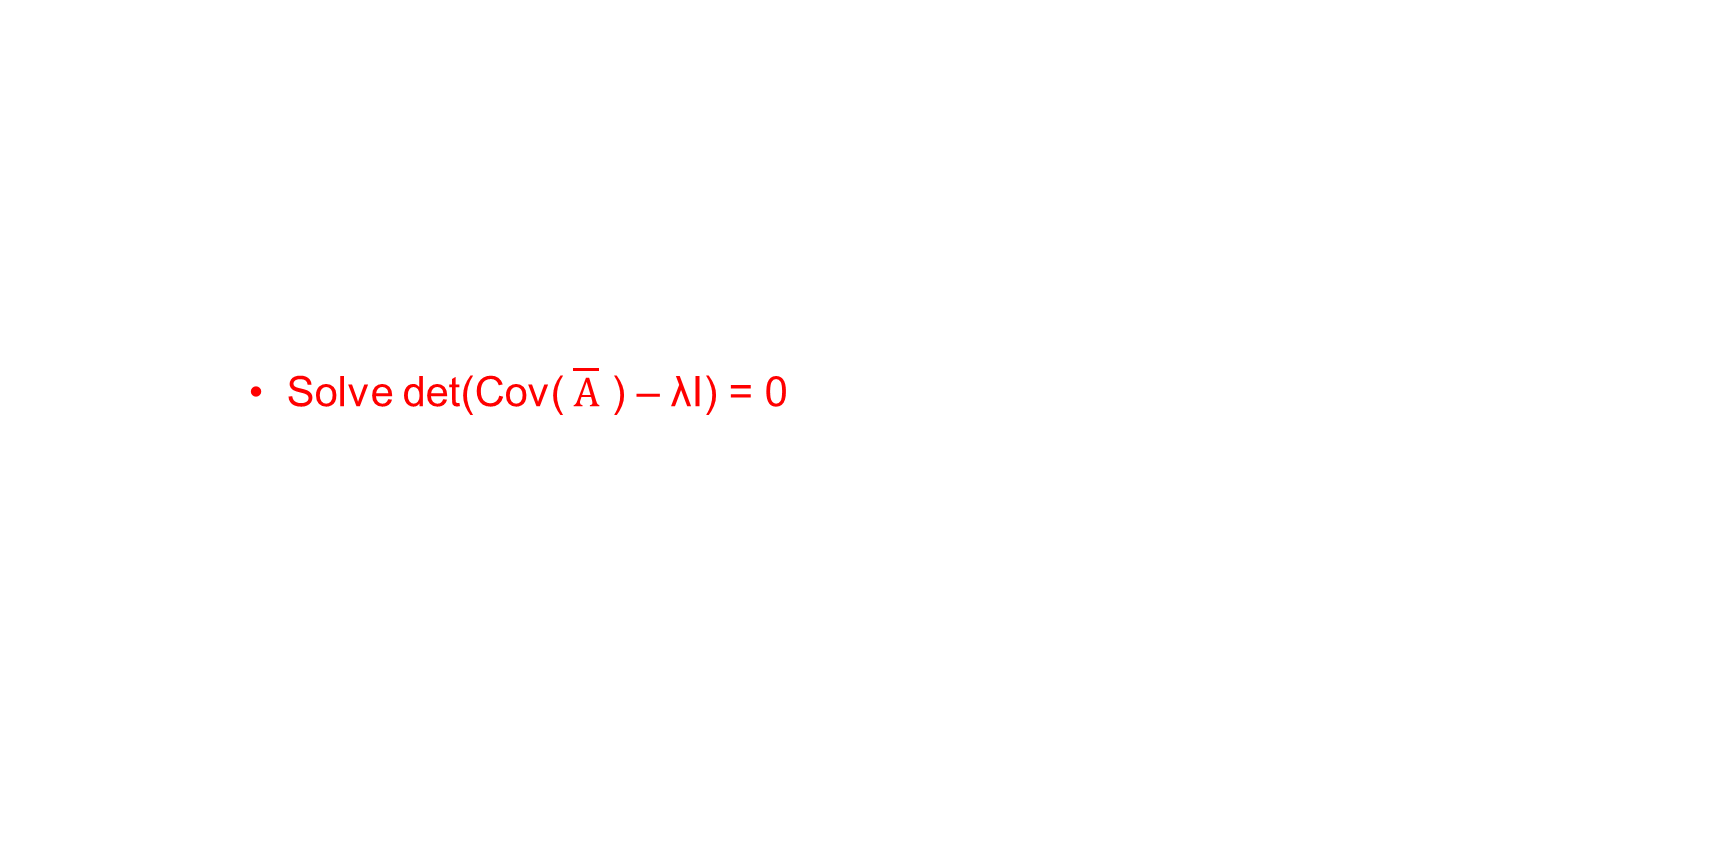 • Solve det(Cov( A̅ ) – λI) = 0